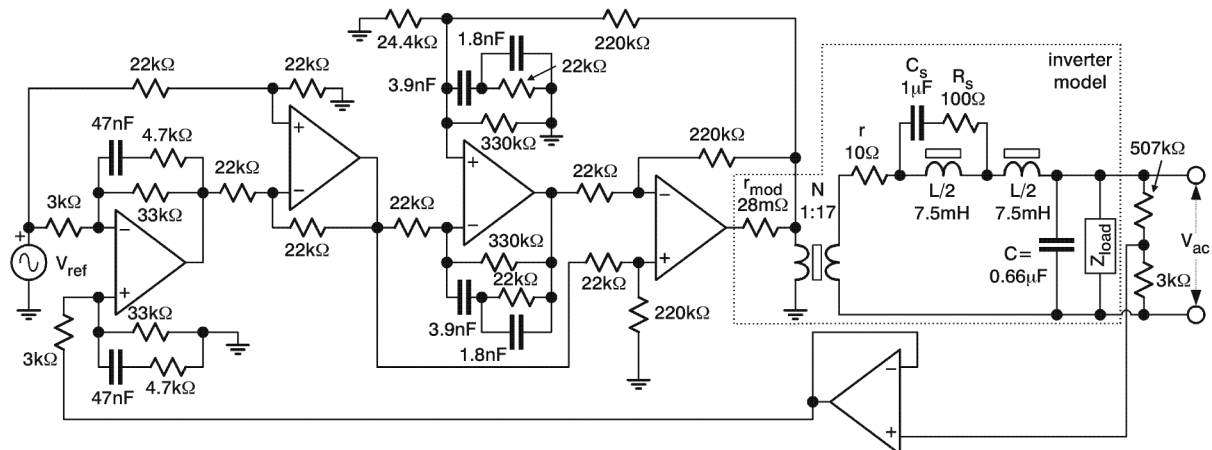 24.4kΩ
220kΩ
1.8nF
22kΩ
3.9nF
330kΩ
22kΩ
22kΩ
47nF
4.7kΩ
22kΩ
33kΩ
3kΩ
+
V_ref
+
−
−
+
33kΩ
3kΩ
47nF
4.7kΩ
22kΩ
22kΩ
+
−
330kΩ
22kΩ
3.9nF
1.8nF
22kΩ
220kΩ
−
+
22kΩ
220kΩ
r_mod
28mΩ
N
1:17
inverter
model
C_s
1µF
R_s
100Ω
r
10Ω
L/2
7.5mH
L/2
7.5mH
C=
0.66µF
Z_load
507kΩ
V_ac
3kΩ
−
+